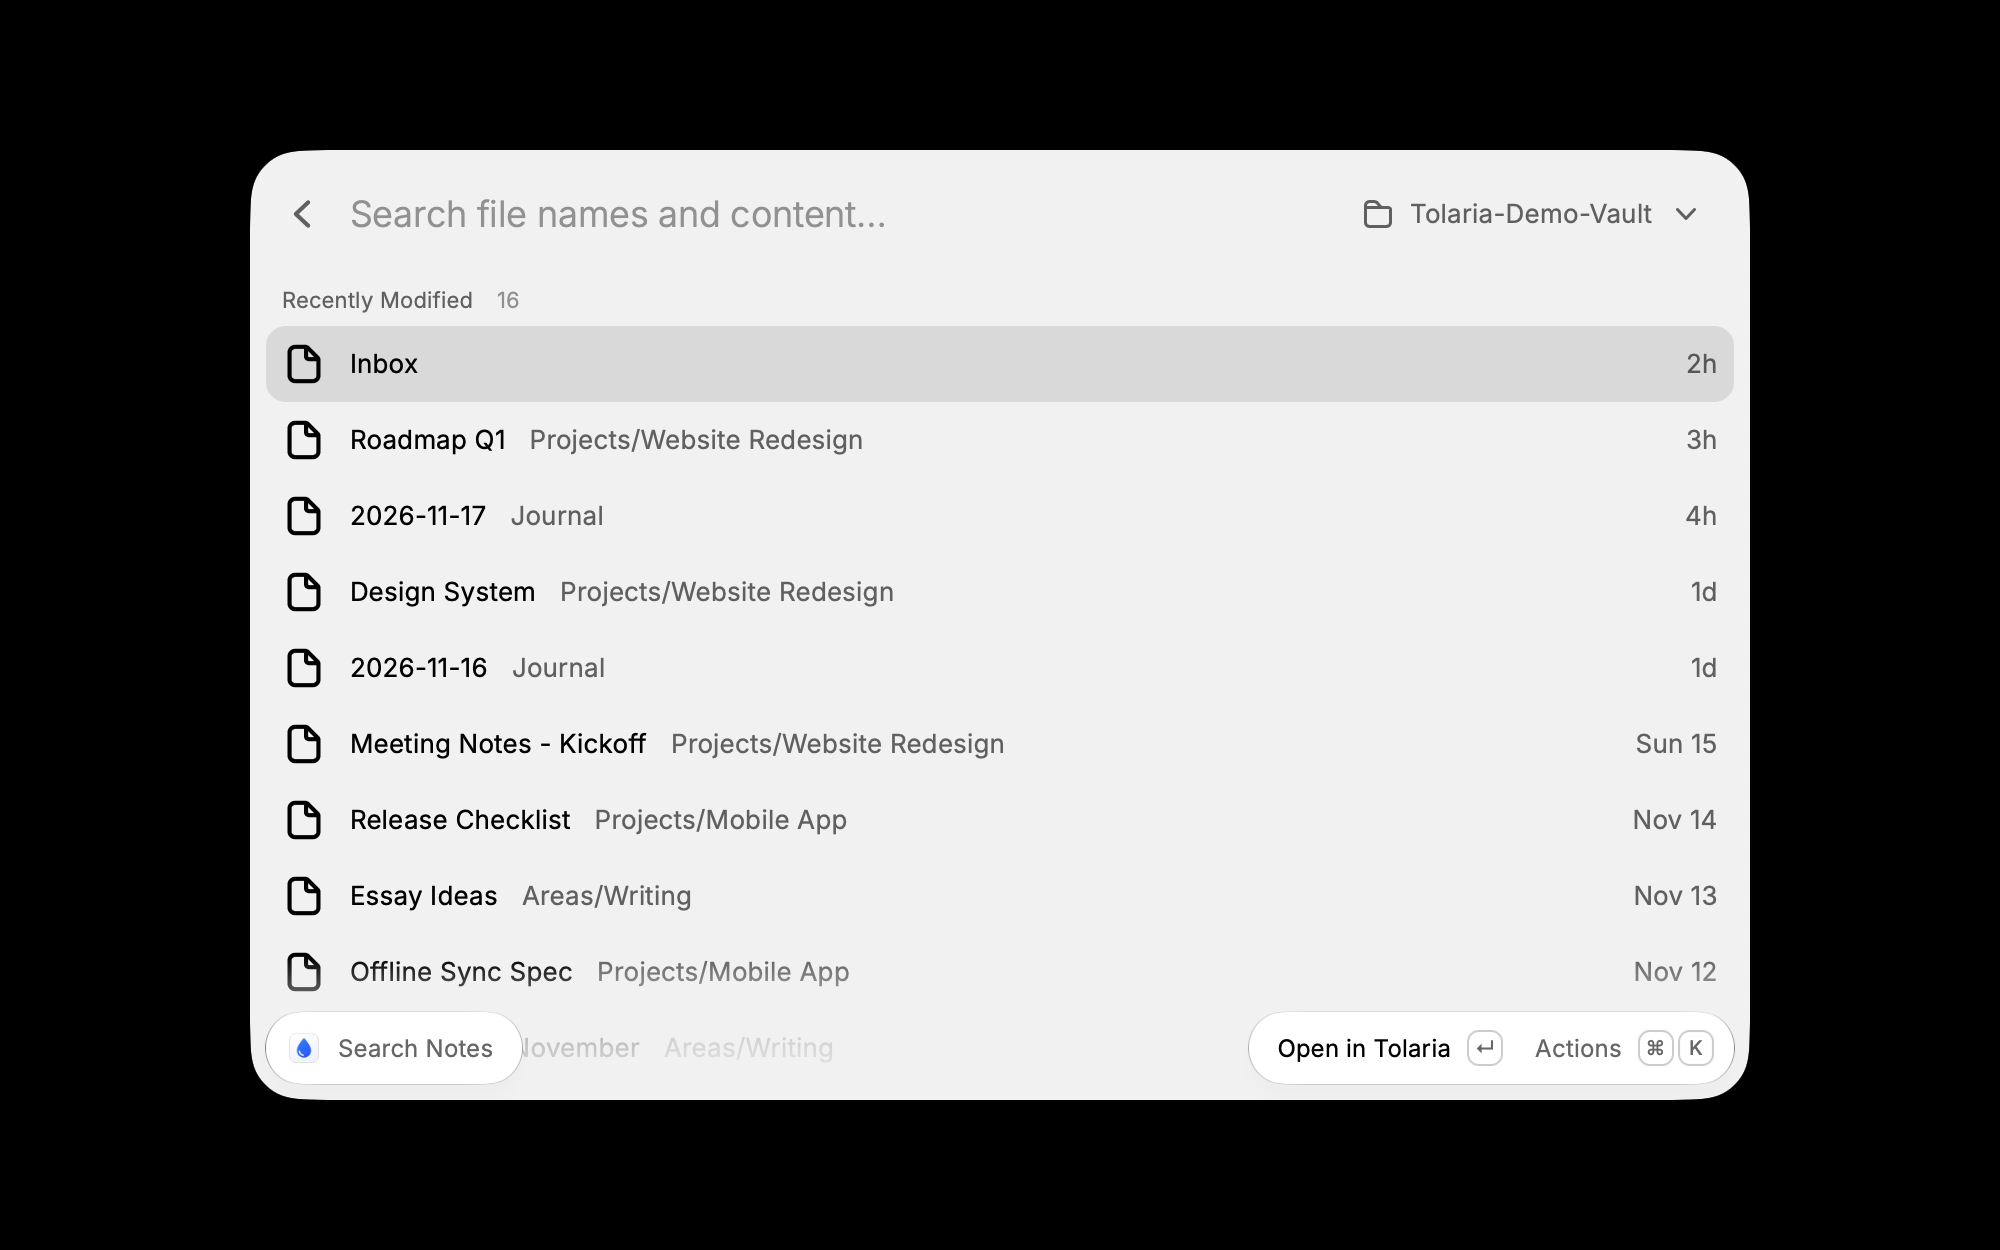 Search file names and content...
Tolaria-Demo-Vault
Recently Modified 16
Inbox 2h
Roadmap Q1 Projects/Website Redesign 3h
2026-11-17 Journal 4h
Design System Projects/Website Redesign 1d
2026-11-16 Journal 1d
Meeting Notes - Kickoff Projects/Website Redesign Sun 15
Release Checklist Projects/Mobile App Nov 14
Essay Ideas Areas/Writing Nov 13
Offline Sync Spec Projects/Mobile App Nov 12
November Areas/Writing
Search Notes
Open in Tolaria ↵ Actions ⌘ K